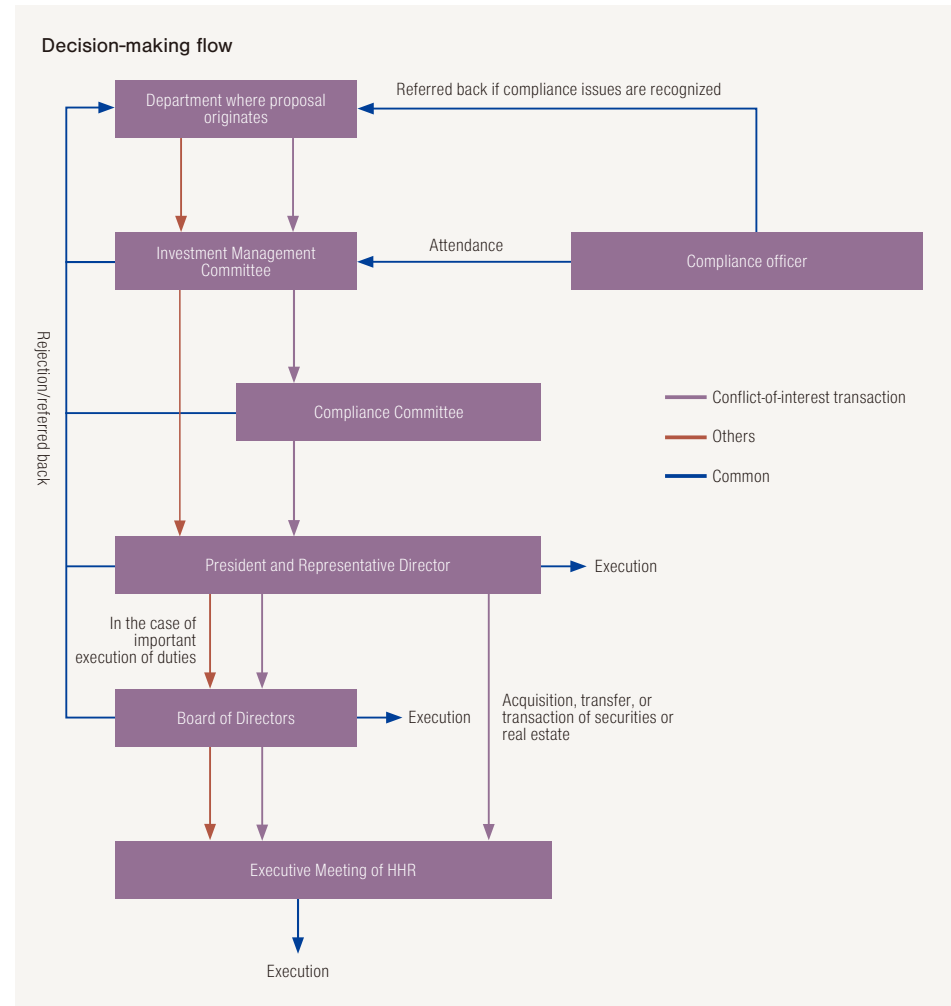 Decision-making flow
Department where proposal
originates
Referred back if compliance issues are recognized
Investment Management
Committee
Attendance
Compliance officer
Rejection/referred back
Compliance Committee
Conflict-of-interest transaction
Others
Common
President and Representative Director
Execution
In the case of
important
execution of duties
Board of Directors
Execution
Acquisition, transfer, or
transaction of securities or
real estate
Executive Meeting of HHR
Execution